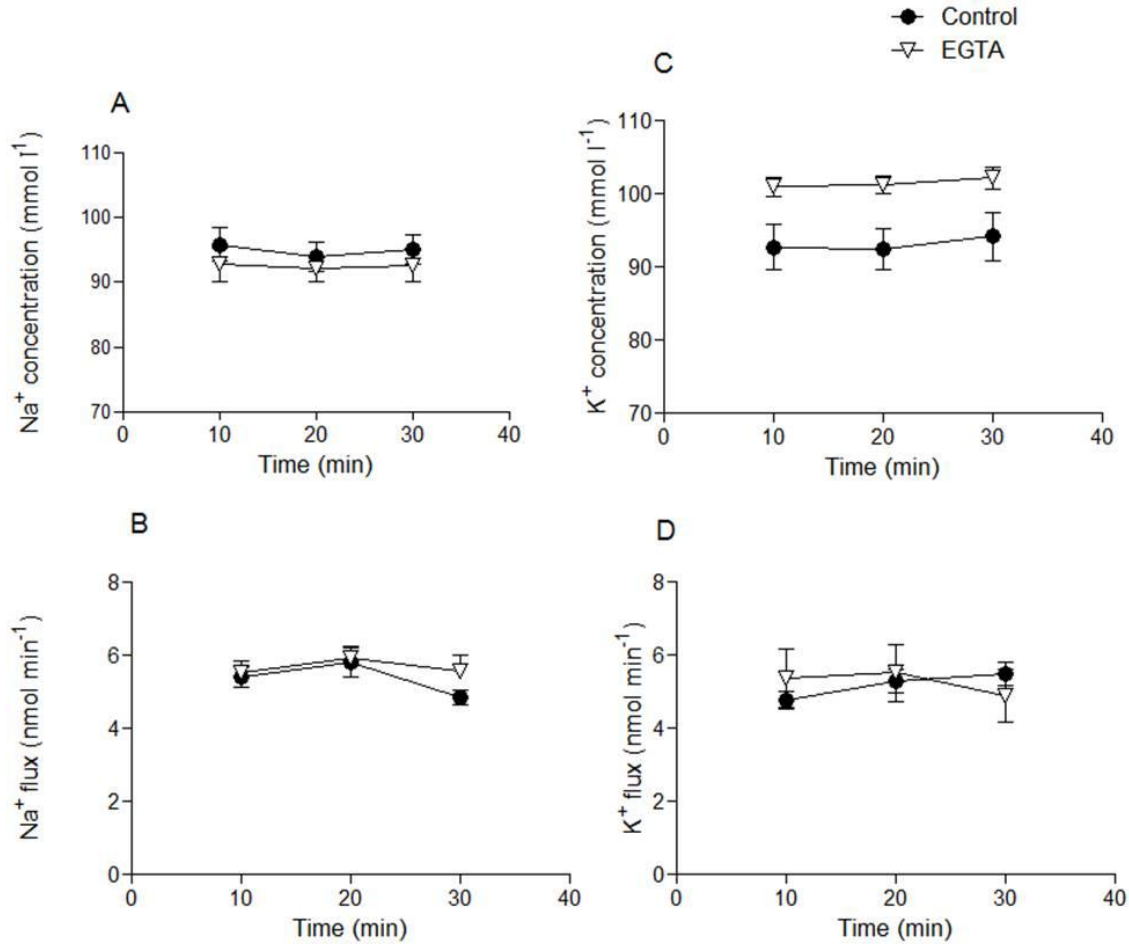 Control
EGTA
A
Na⁺ concentration (mmol l¹)
110
100
90
80
70
0
10
20
30
40
Time (min)
C
K⁺ concentration (mmol l⁻¹)
110
100
90
80
70
0
10
20
30
40
Time (min)
B
Na⁺ flux (nmol min⁻¹)
8
6
4
2
0
0
10
20
30
40
Time (min)
D
K⁺ flux (nmol min⁻¹)
8
6
4
2
0
0
10
20
30
40
Time (min)